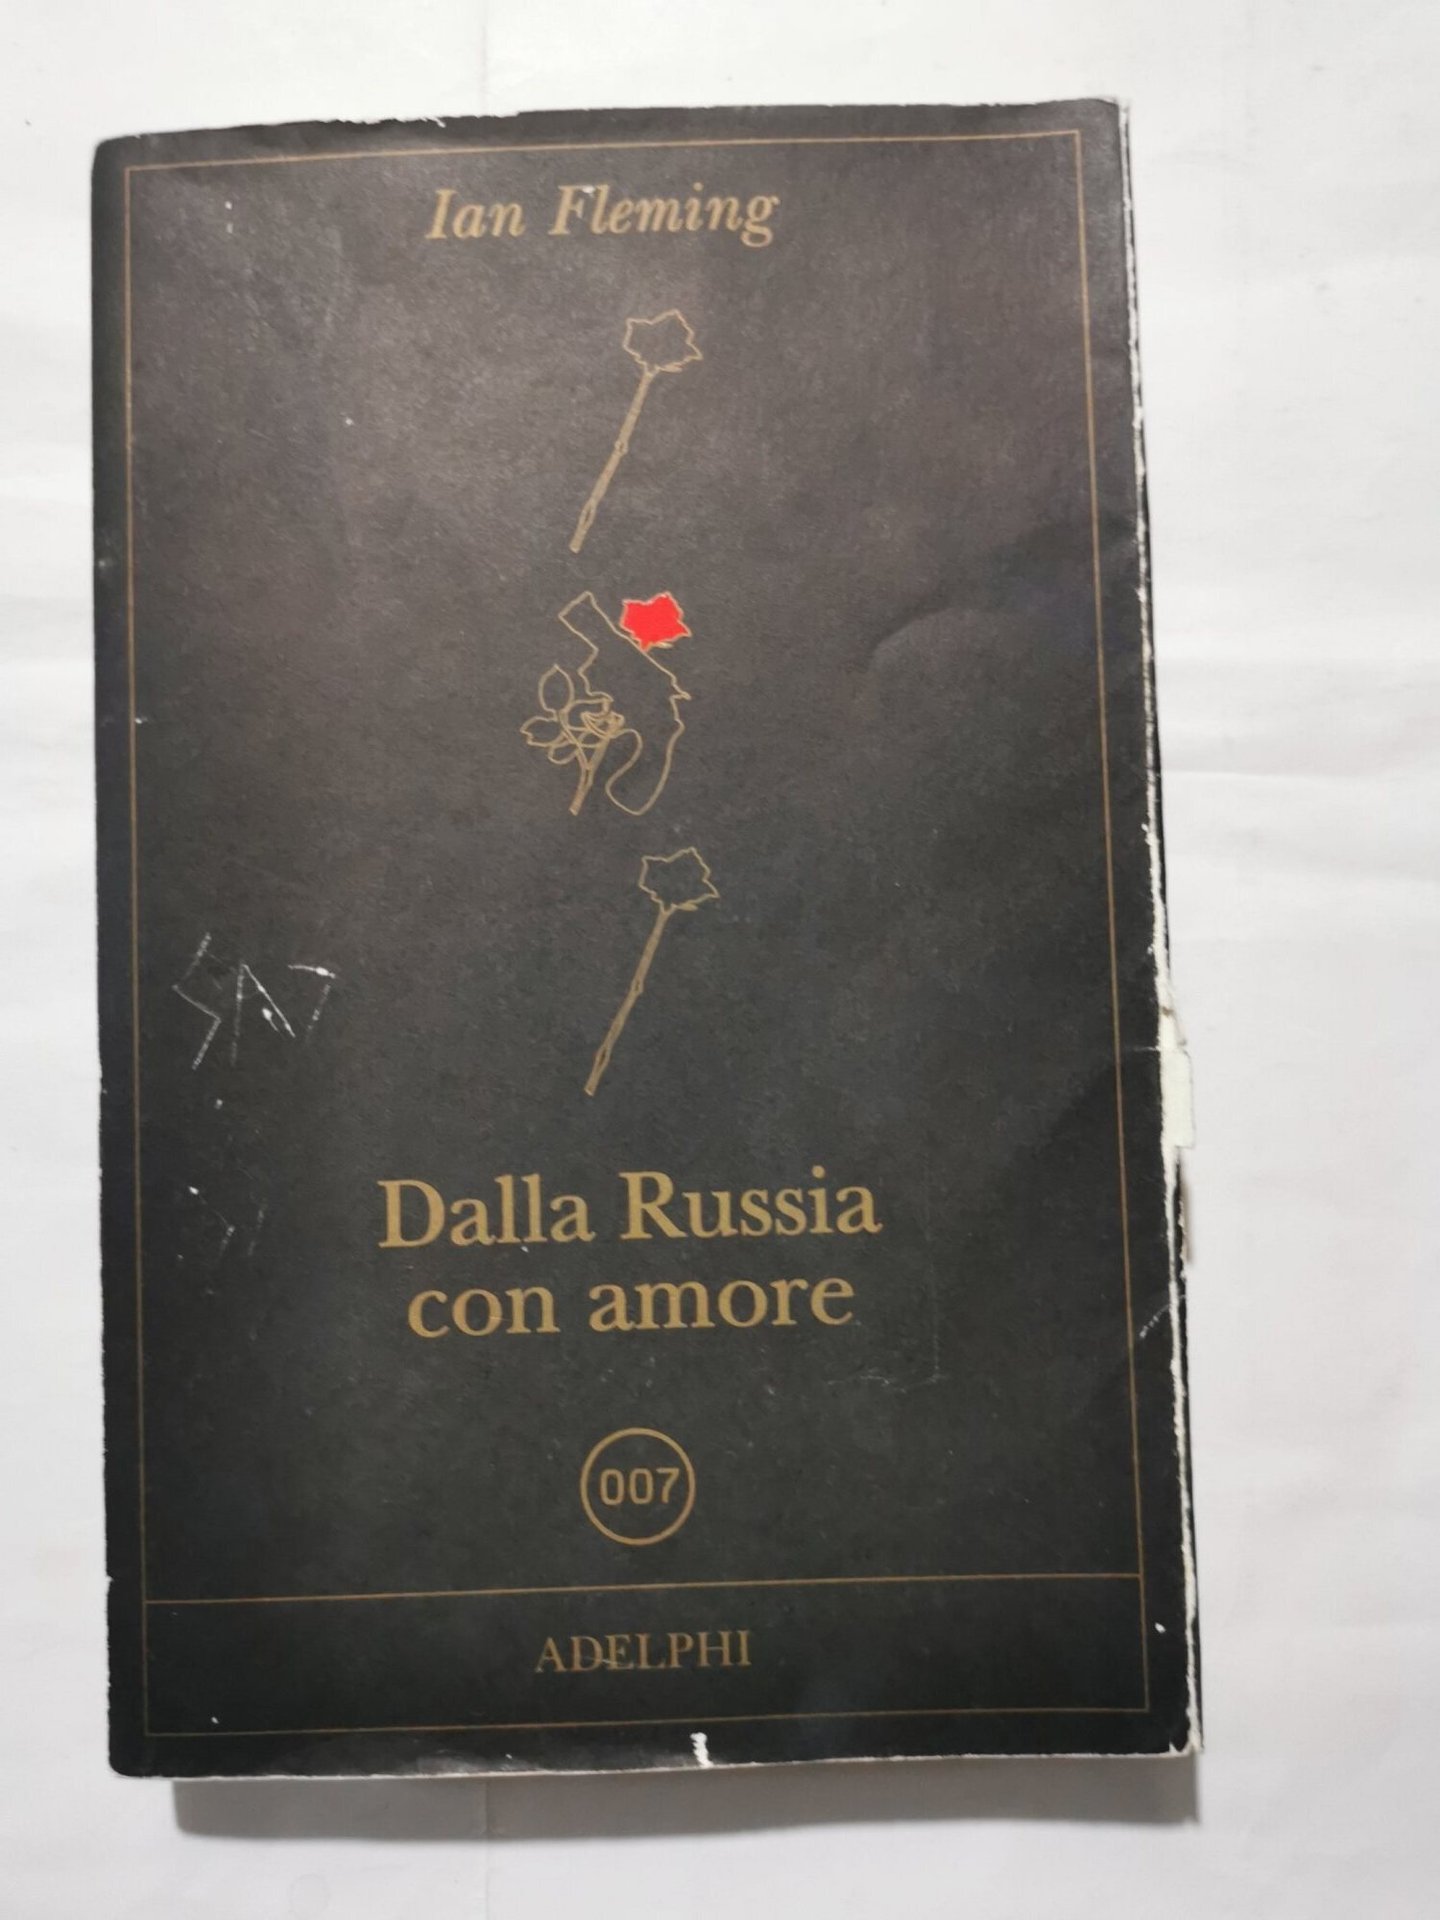 Ian Fleming
Dalla Russia
con amore
007
ADELPHI